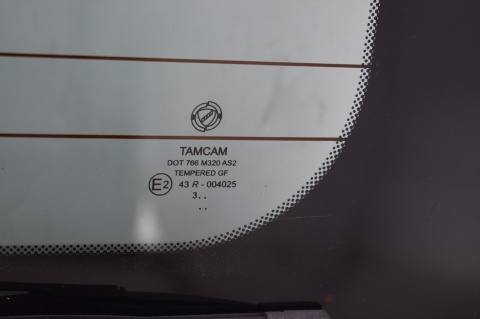 TAMCAM
DOT 766 M320 AS2
TEMPERED GF
E2 43 R - 004025
3..
..